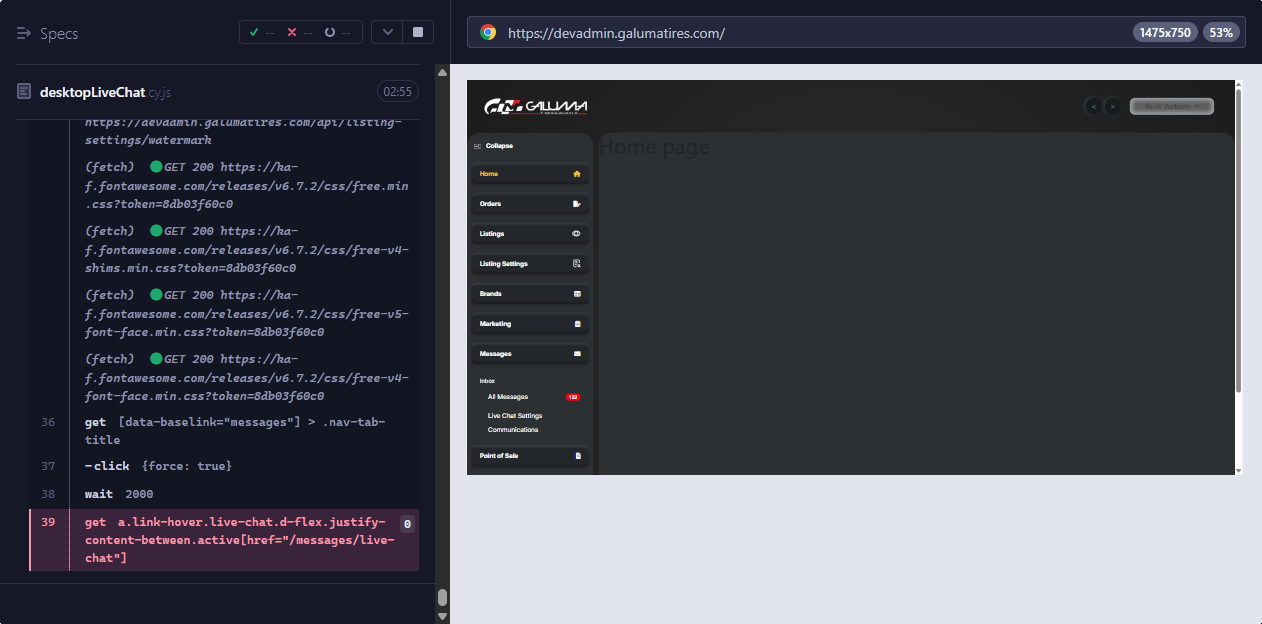 Specs
-- -- --
https://devadmin.galumatires.com/
1475x750
53%
desktopLiveChat.cy.js
02:55
https://devadmin.galumatires.com/api/listing-
settings/watermark
(fetch) GET 200 https://ka-
f.fontawesome.com/releases/v6.7.2/css/free.min
.css?token=8db03f60c0
(fetch) GET 200 https://ka-
f.fontawesome.com/releases/v6.7.2/css/free-v4-
shims.min.css?token=8db03f60c0
(fetch) GET 200 https://ka-
f.fontawesome.com/releases/v6.7.2/css/free-v5-
font-face.min.css?token=8db03f60c0
(fetch) GET 200 https://ka-
f.fontawesome.com/releases/v6.7.2/css/free-v4-
font-face.min.css?token=8db03f60c0
36 get [data-baselink="messages"] > .nav-tab-
title
37 -click {force: true}
38 wait 2000
39 get a.link-hover.live-chat.d-flex.justify-
content-between.active[href="/messages/live-
chat"]
0
GALUMA
< >
Bulk Action
Collapse
Home page
Home
Orders
Listings
Listing Settings
Brands
Marketing
Messages
Inbox
All Messages
Live Chat Settings
Communications
Point of Sale